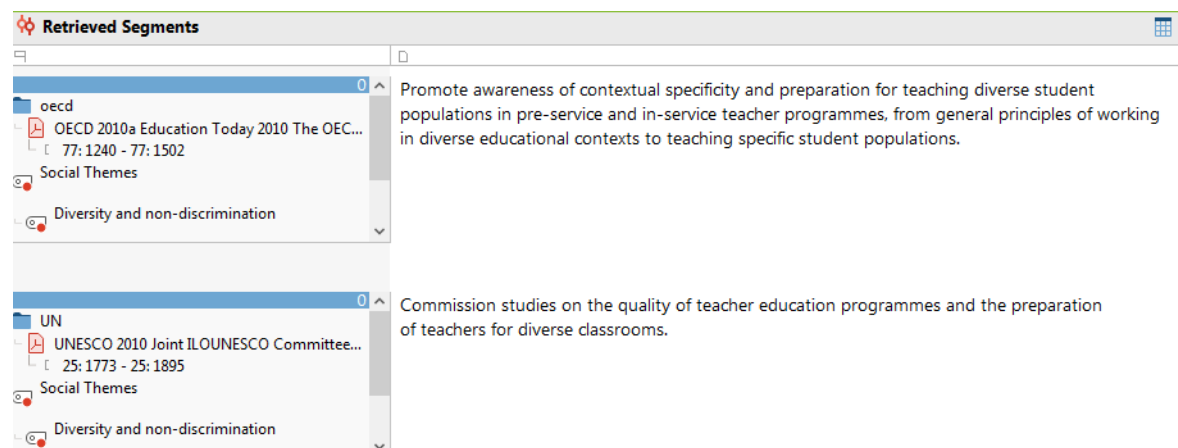 Retrieved Segments
0
oecd
OECD 2010a Education Today 2010 The OEC...
77: 1240 - 77: 1502
Social Themes
Diversity and non-discrimination
Promote awareness of contextual specificity and preparation for teaching diverse student
populations in pre-service and in-service teacher programmes, from general principles of working
in diverse educational contexts to teaching specific student populations.
0
UN
UNESCO 2010 Joint ILOUNESCO Committee...
25: 1773 - 25: 1895
Social Themes
Diversity and non-discrimination
Commission studies on the quality of teacher education programmes and the preparation
of teachers for diverse classrooms.